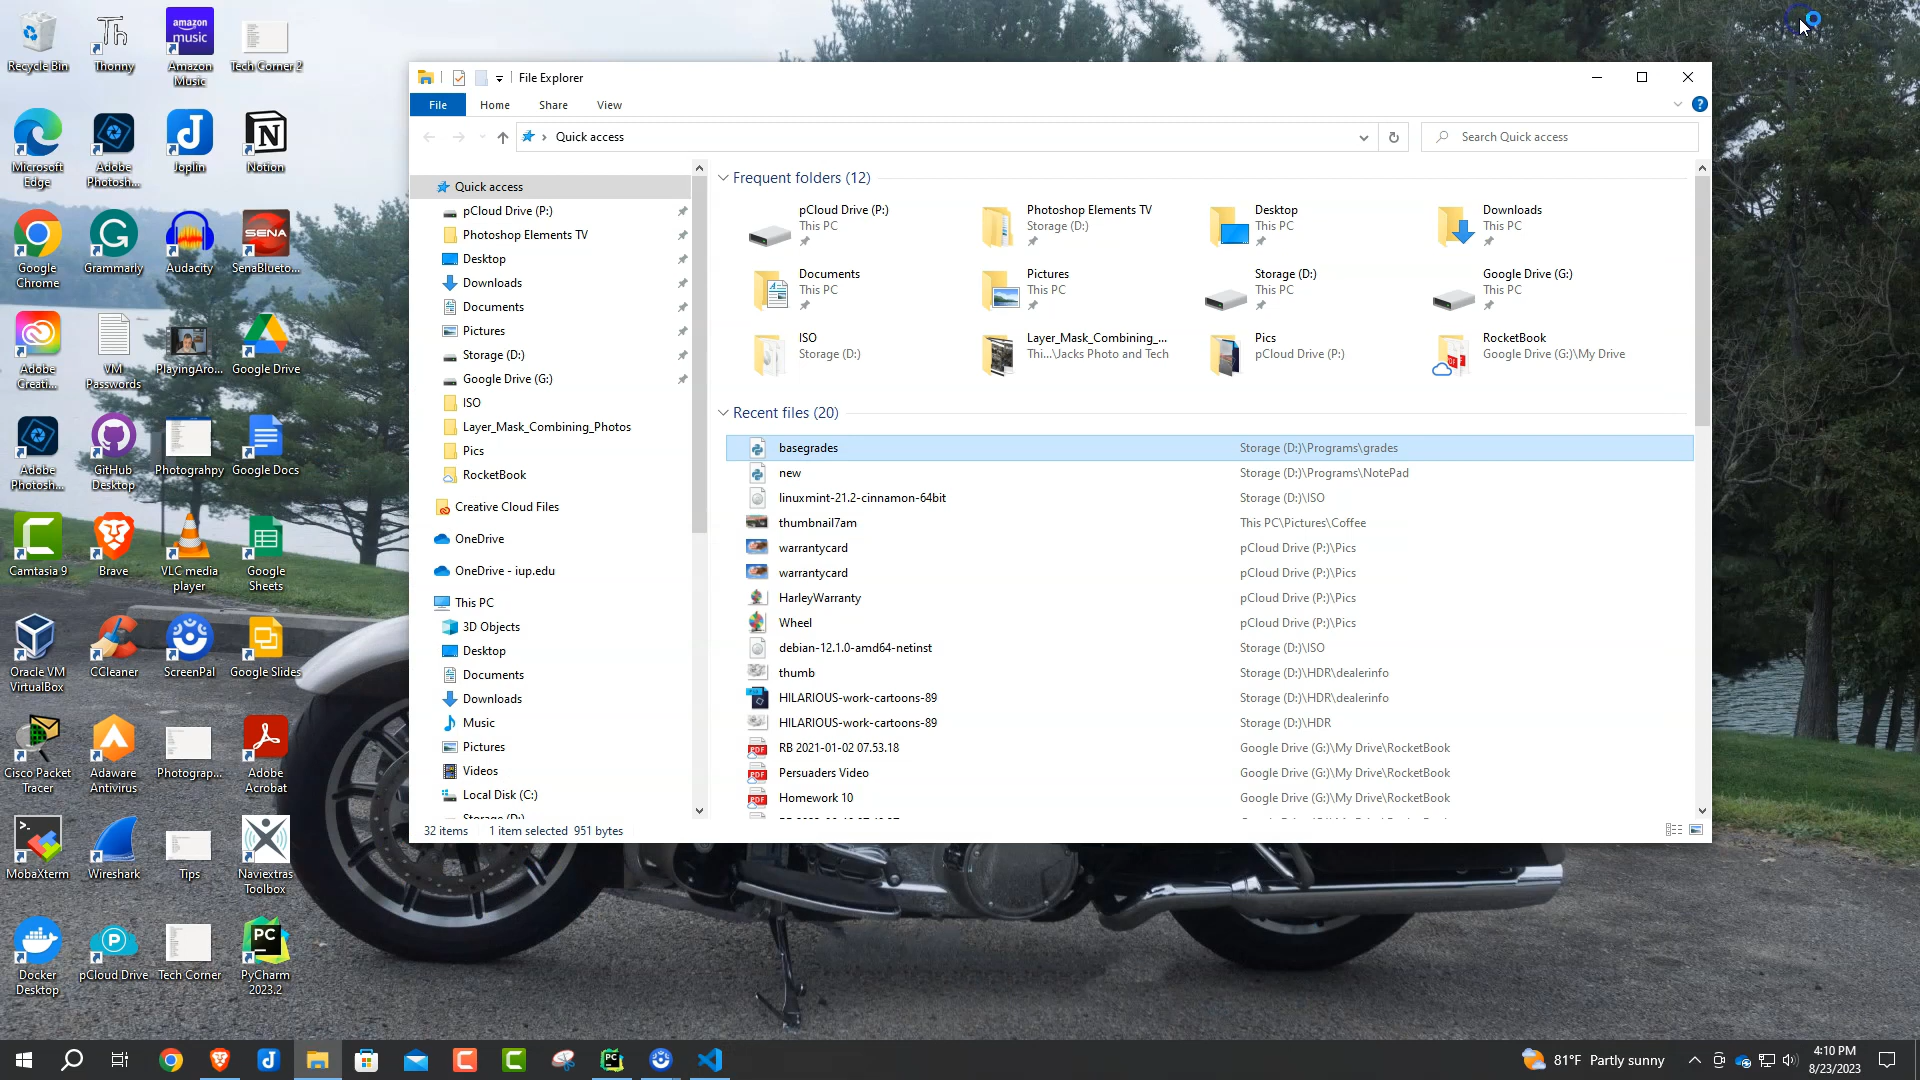 Recycle Bin
Thonny
amazon
music
Amazon
Music
Tech Corner 2
Microsoft
Edge
Adobe
Photosh...
Joplin
Notion
Google
Chrome
Grammarly
Audacity
SENA
SenaBlueto...
Adobe
Creati...
VM
Passwords
PlayingAro...
Google Drive
Adobe
Photosh...
GitHub
Desktop
Photograhpy
Google Docs
Camtasia 9
Brave
VLC media
player
Google
Sheets
Oracle VM
VirtualBox
CCleaner
ScreenPal
Google Slides
Cisco Packet
Tracer
Adaware
Antivirus
Photograp...
Adobe
Acrobat
MobaXterm
Wireshark
Tips
Naviextras
Toolbox
Docker
Desktop
pCloud Drive
Tech Corner
PC
PyCharm
2023.2
File Explorer
File
Home
Share
View
Quick access
Search Quick access
Quick access
pCloud Drive (P:)
Photoshop Elements TV
Desktop
Downloads
Documents
Pictures
Storage (D:)
Google Drive (G:)
ISO
Layer_Mask_Combining_Photos
Pics
RocketBook
Creative Cloud Files
OneDrive
OneDrive - iup.edu
This PC
3D Objects
Desktop
Documents
Downloads
Music
Pictures
Videos
Local Disk (C:)
Storage (D:)
Frequent folders (12)
pCloud Drive (P:)
This PC
Photoshop Elements TV
Storage (D:)
Desktop
This PC
Downloads
This PC
Documents
This PC
Pictures
This PC
Storage (D:)
This PC
Google Drive (G:)
This PC
ISO
Storage (D:)
Layer_Mask_Combining_...
Thi...\Jacks Photo and Tech
Pics
pCloud Drive (P:)
RocketBook
Google Drive (G:)\My Drive
Recent files (20)
basegrades Storage (D:)\Programs\grades
new Storage (D:)\Programs\NotePad
linuxmint-21.2-cinnamon-64bit Storage (D:)\ISO
thumbnail7am This PC\Pictures\Coffee
warrantycard pCloud Drive (P:)\Pics
warrantycard pCloud Drive (P:)\Pics
HarleyWarranty pCloud Drive (P:)\Pics
Wheel pCloud Drive (P:)\Pics
debian-12.1.0-amd64-netinst Storage (D:)\ISO
thumb Storage (D:)\HDR\dealerinfo
HILARIOUS-work-cartoons-89 Storage (D:)\HDR\dealerinfo
HILARIOUS-work-cartoons-89 Storage (D:)\HDR
RB 2021-01-02 07.53.18 Google Drive (G:)\My Drive\RocketBook
Persuaders Video Google Drive (G:)\My Drive\RocketBook
Homework 10 Google Drive (G:)\My Drive\RocketBook
32 items 1 item selected 951 bytes
81°F Partly sunny
4:10 PM
8/23/2023